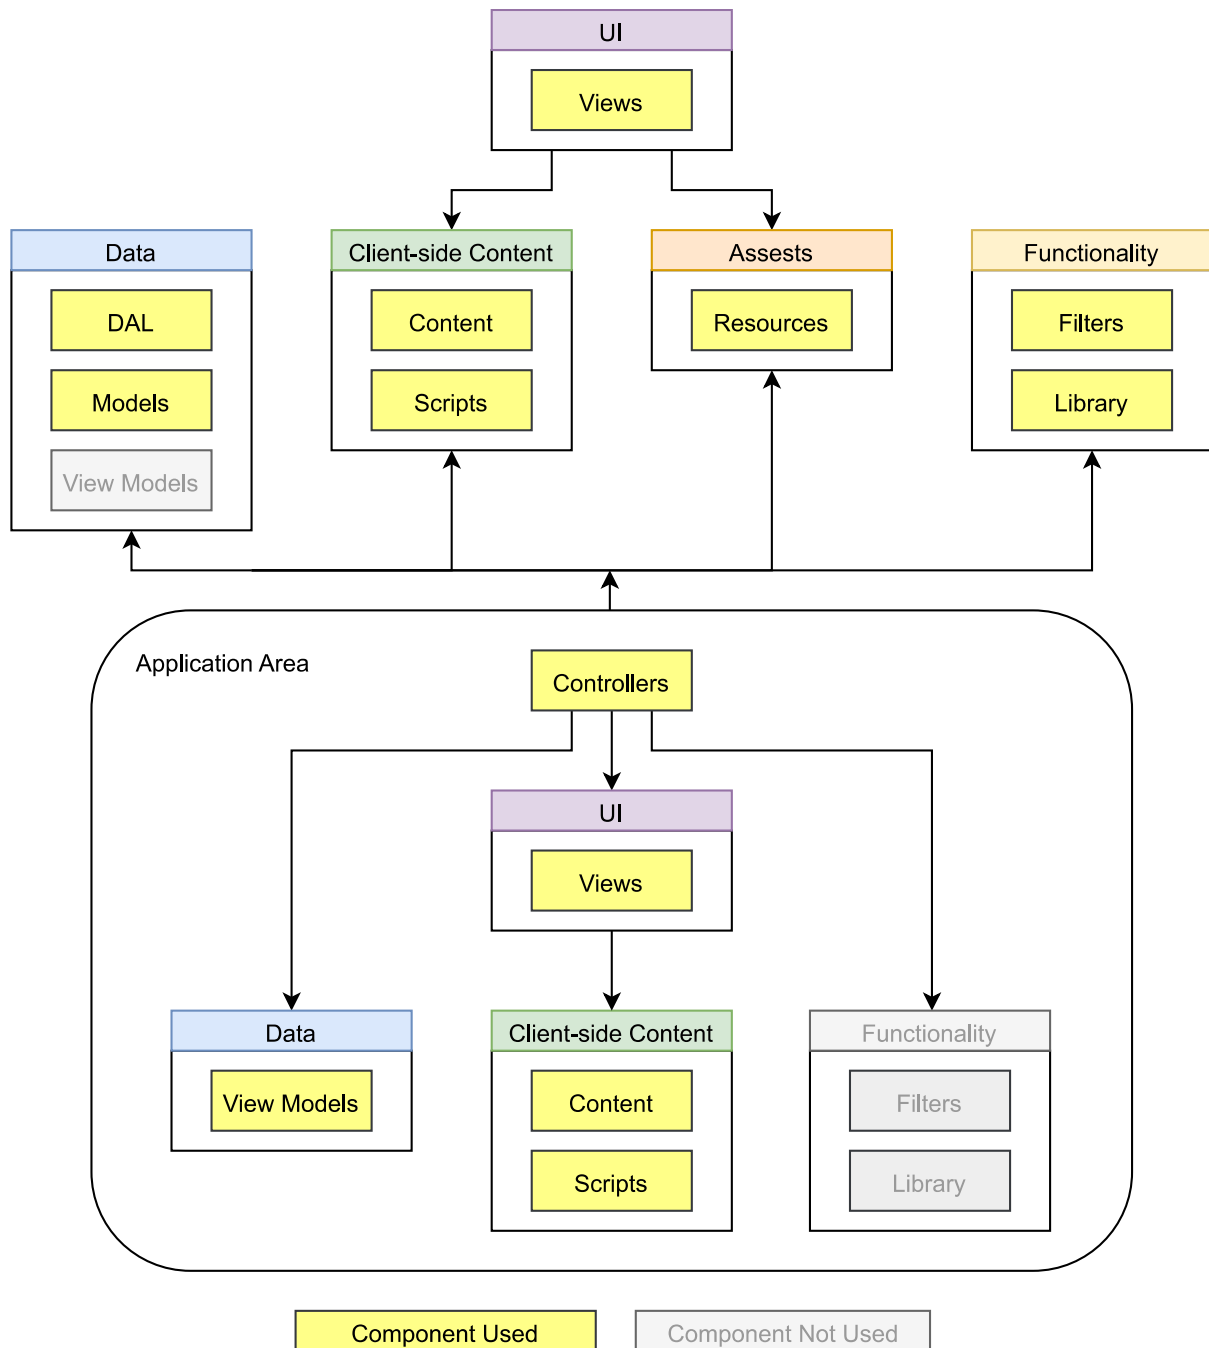 UI
Views
Data
Client-side Content
Assests
Functionality
DAL
Content
Resources
Filters
Models
Scripts
Library
View Models
Application Area
Controllers
UI
Views
Data
Client-side Content
Functionality
View Models
Content
Filters
Scripts
Library
Component Used
Component Not Used